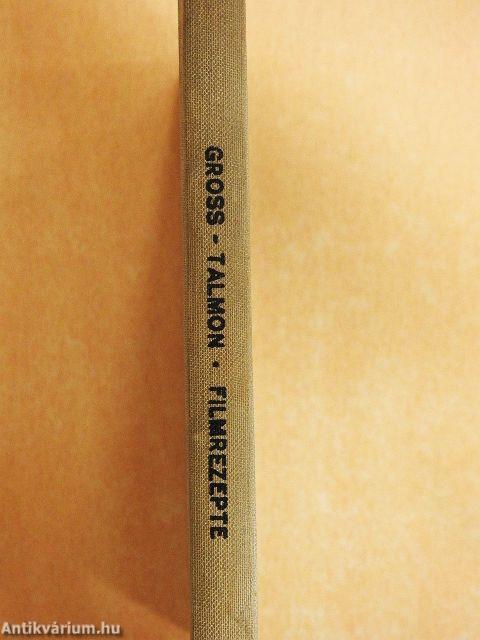 GROSS - TALMON · FILMREZEPTE
Antikvárium.hu